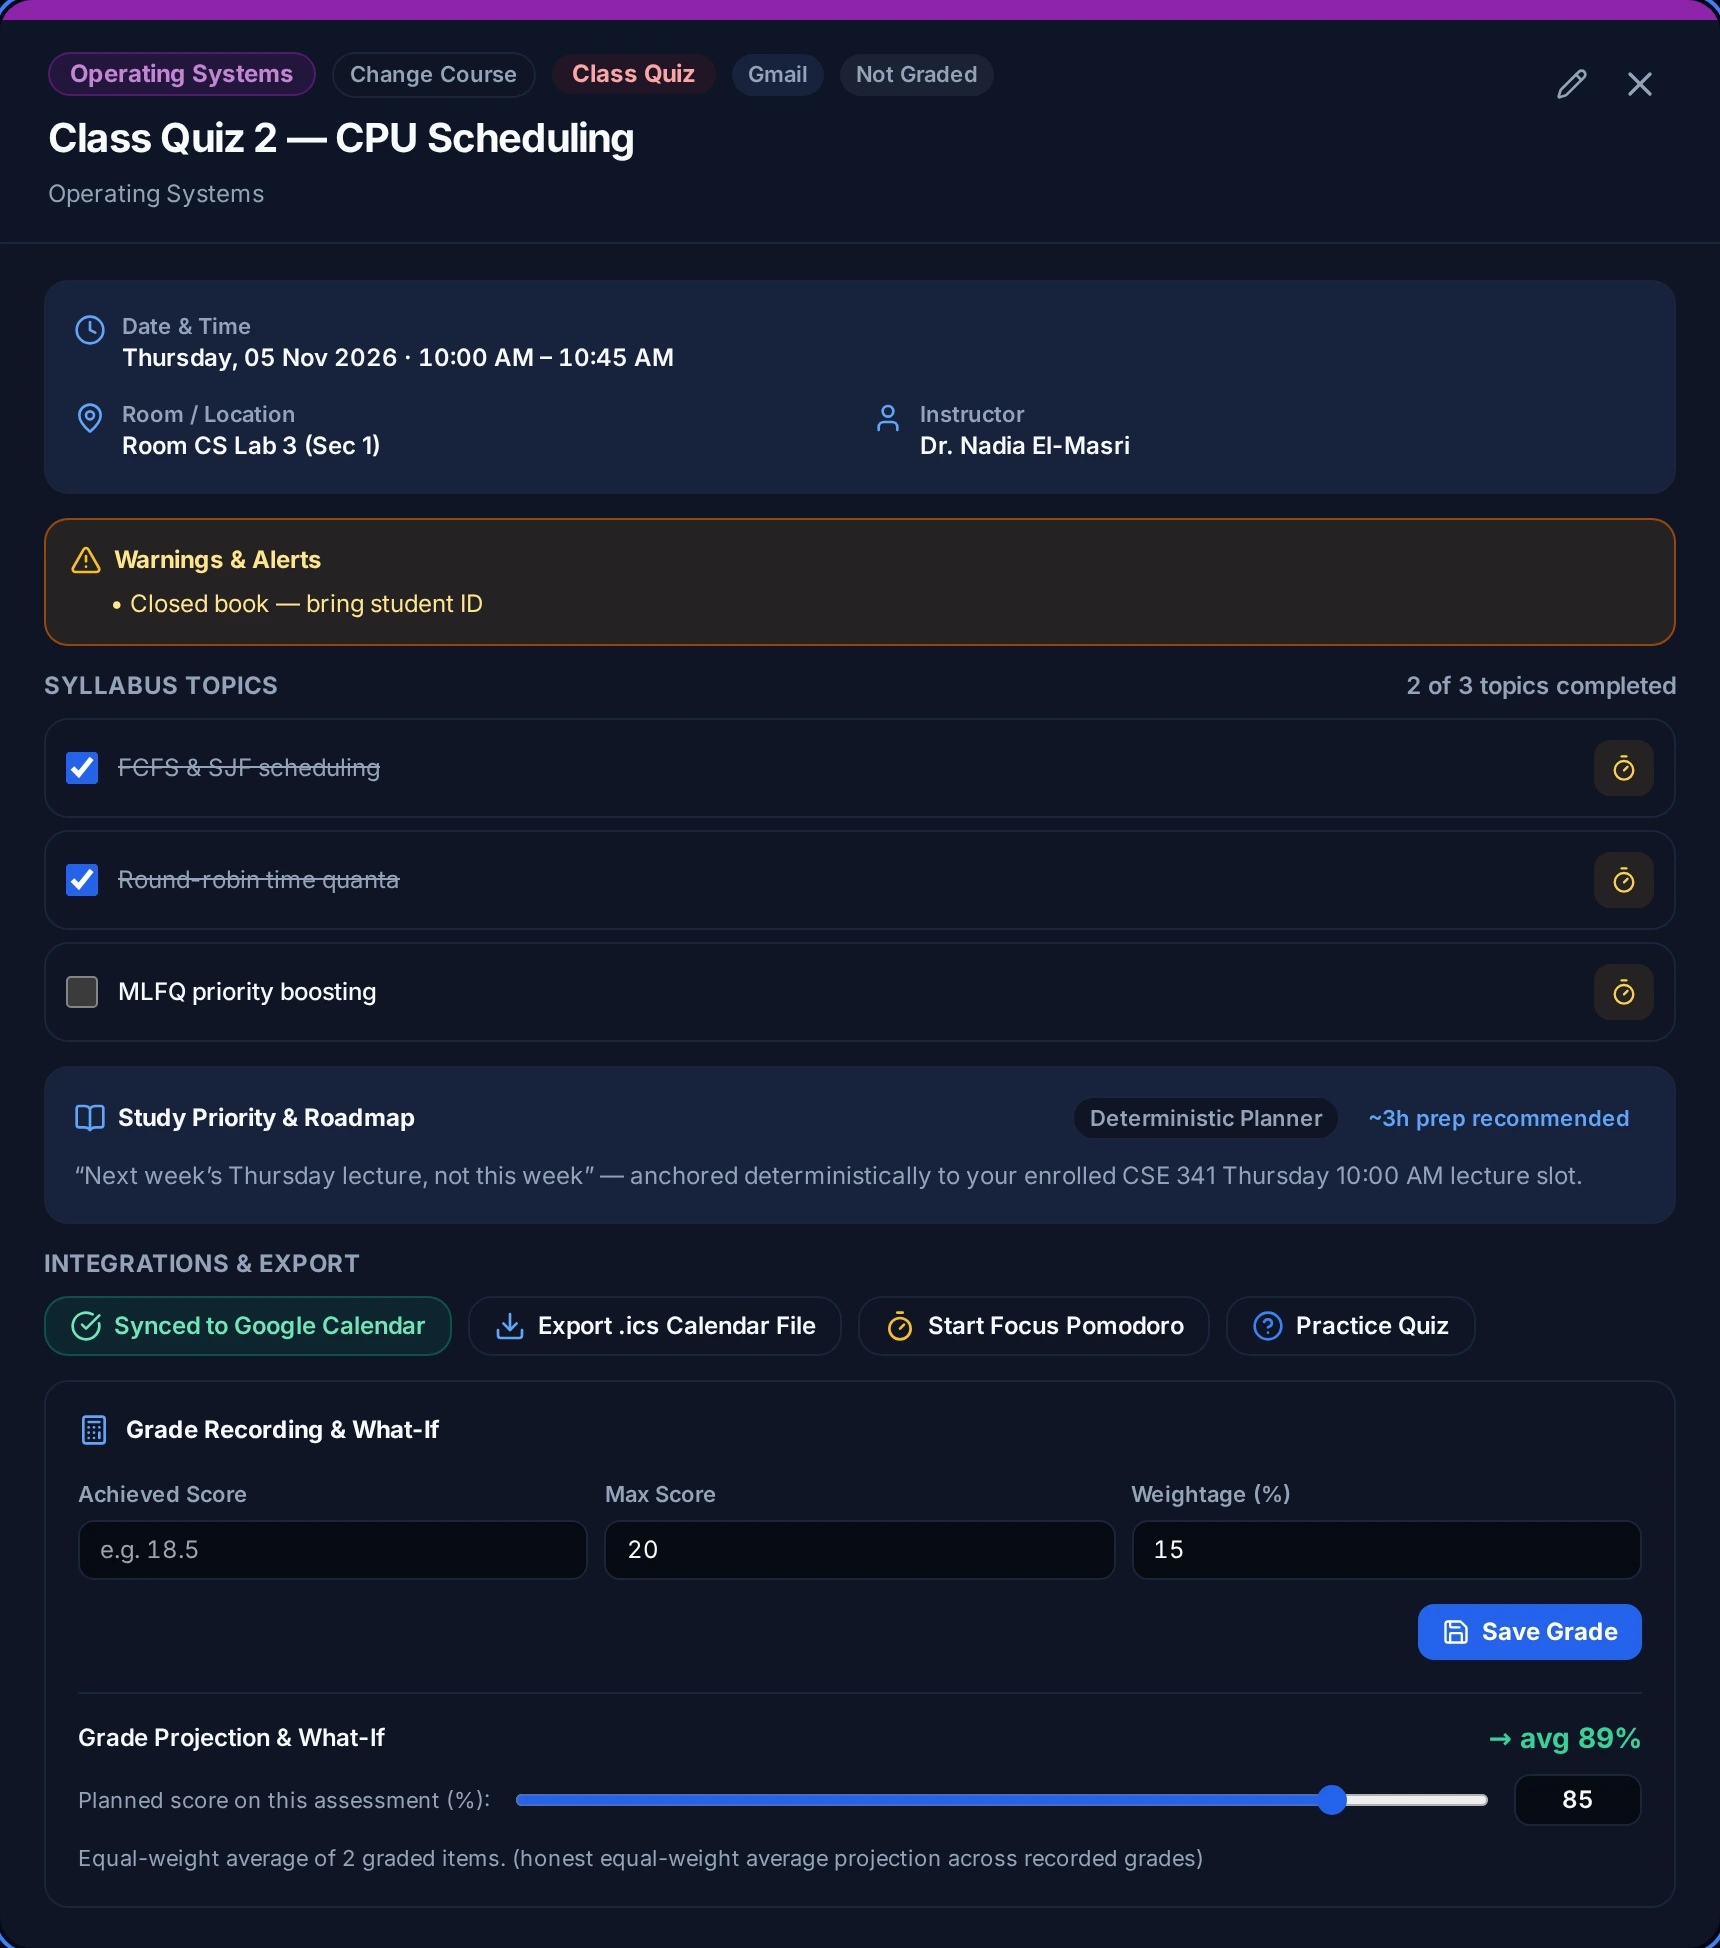 Operating Systems Change Course Class Quiz Gmail Not Graded
Class Quiz 2 — CPU Scheduling
Operating Systems
Date & Time
Thursday, 05 Nov 2026 · 10:00 AM – 10:45 AM
Room / Location
Room CS Lab 3 (Sec 1)
Instructor
Dr. Nadia El-Masri
Warnings & Alerts
• Closed book — bring student ID
SYLLABUS TOPICS 2 of 3 topics completed
FCFS & SJF scheduling
Round-robin time quanta
MLFQ priority boosting
Study Priority & Roadmap Deterministic Planner ~3h prep recommended
“Next week’s Thursday lecture, not this week” — anchored deterministically to your enrolled CSE 341 Thursday 10:00 AM lecture slot.
INTEGRATIONS & EXPORT
Synced to Google Calendar Export .ics Calendar File Start Focus Pomodoro Practice Quiz
Grade Recording & What-If
Achieved Score Max Score Weightage (%)
e.g. 18.5 20 15
Save Grade
Grade Projection & What-If → avg 89%
Planned score on this assessment (%): 85
Equal-weight average of 2 graded items. (honest equal-weight average projection across recorded grades)